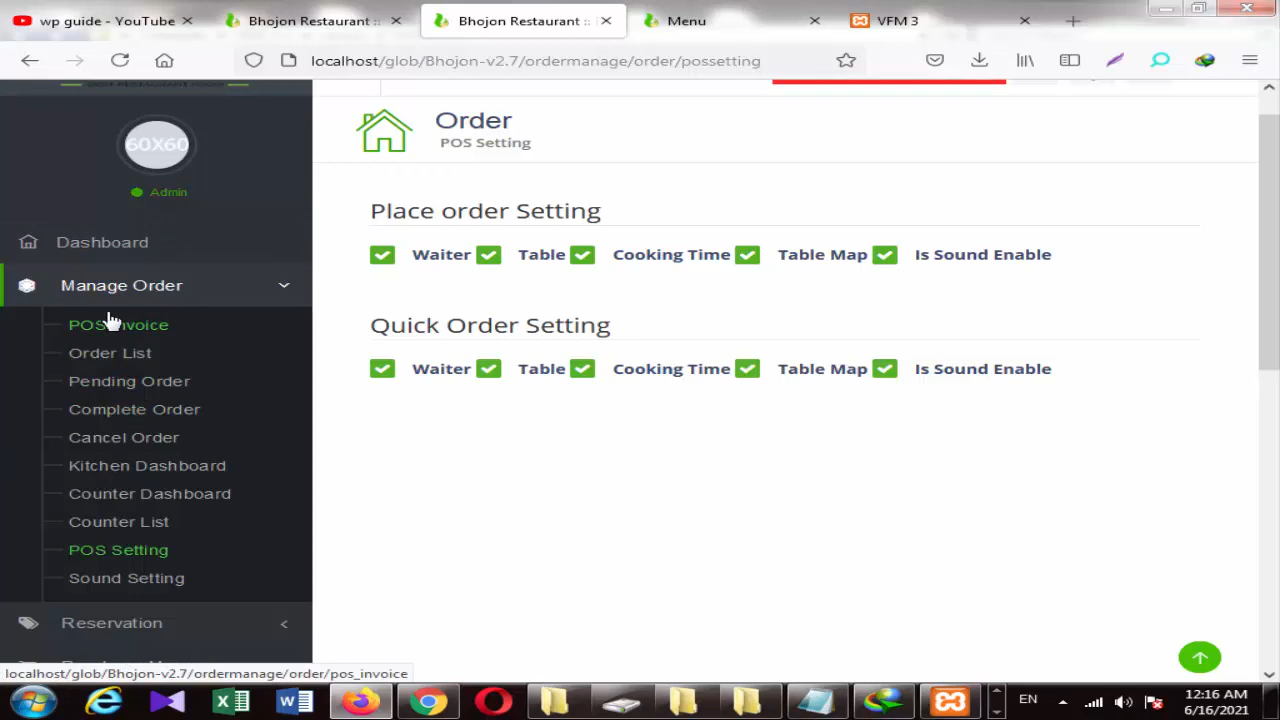 wp guide - YouTube
Bhojon Restaurant ::
Bhojon Restaurant ::
Menu
VFM 3
localhost/glob/Bhojon-v2.7/ordermanage/order/possetting
60X60
Admin
Dashboard
Manage Order
POS Invoice
Order List
Pending Order
Complete Order
Cancel Order
Kitchen Dashboard
Counter Dashboard
Counter List
POS Setting
Sound Setting
Reservation
Order
POS Setting
Place order Setting
Waiter Table Cooking Time Table Map Is Sound Enable
Quick Order Setting
Waiter Table Cooking Time Table Map Is Sound Enable
localhost/glob/Bhojon-v2.7/ordermanage/order/pos_invoice
EN
12:16 AM
6/16/2021